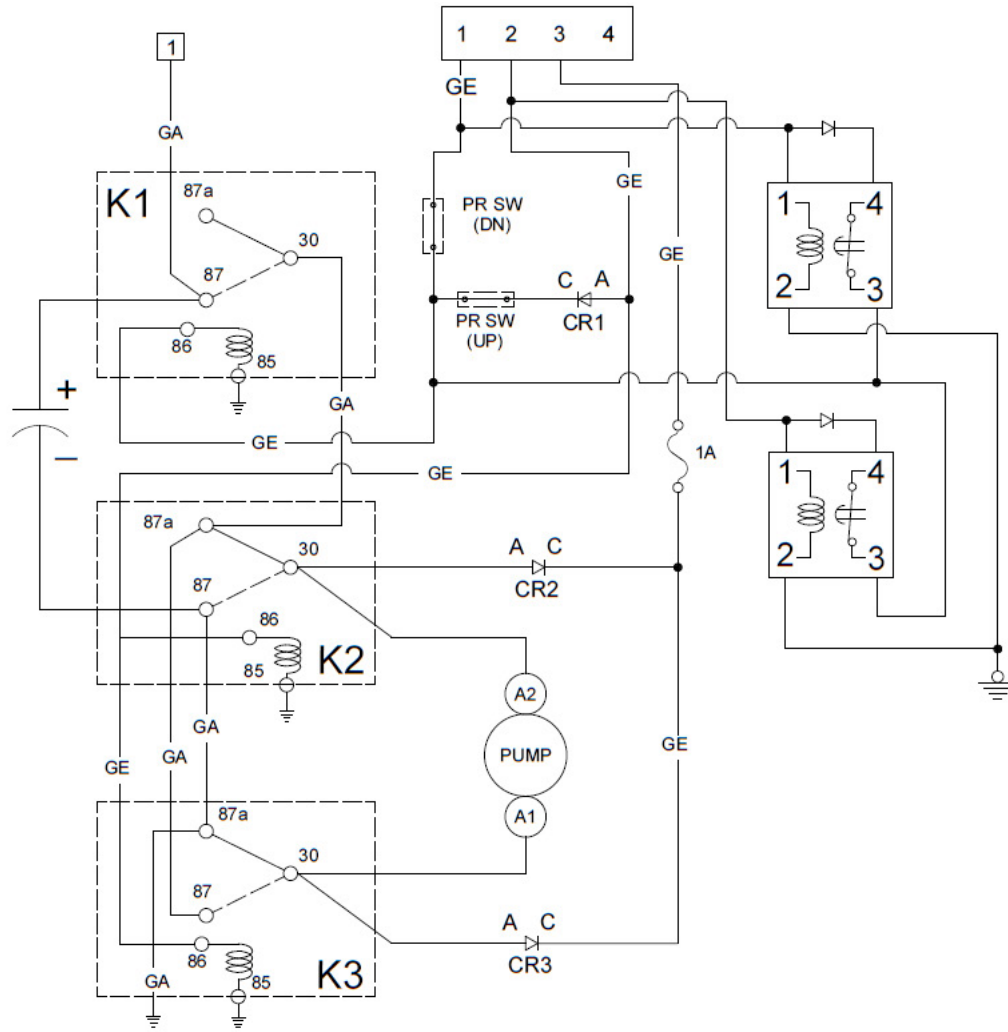 1 2 3 4
1
GE
GA
K1
87a
30
87
86
85
PR SW
(DN)
GE
GE
C A
CR1
PR SW
(UP)
1 4
2 3
+
–
GA
GE
GE
1A
1 4
2 3
87a
30
87
86
85
K2
A C
CR2
A2
PUMP
A1
GA
GA
GE
GE
87a
30
87
86
85
K3
GA
A C
CR3